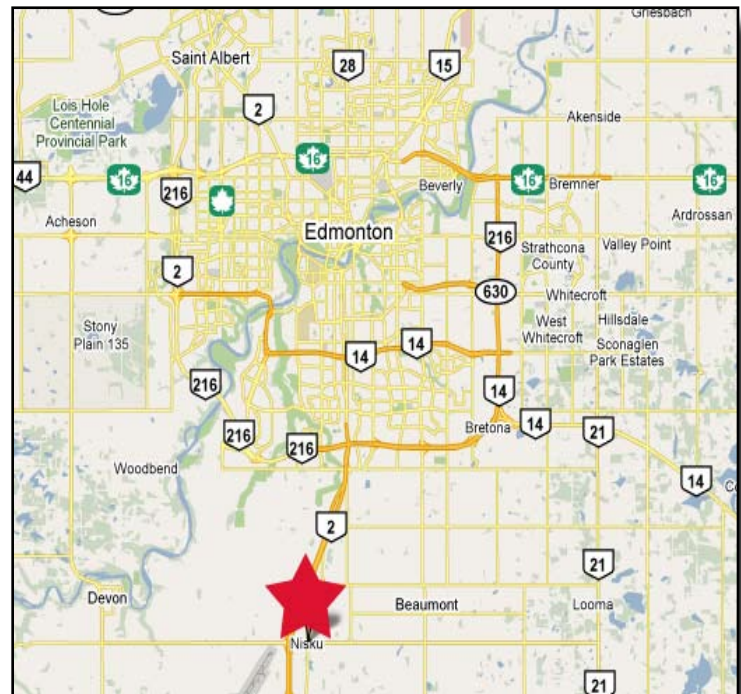 Griesbach
Saint Albert
28
15
2
Lois Hole
Centennial
Provincial Park
Akenside
44
16
16
216
Beverly
16
Bremner
16
Acheson
Ardrossan
Edmonton
216
Strathcona
County
Valley Point
2
630
Whitecroft
Stony
Plain 135
West
Whitecroft
Hillsdale
Sconaglen
Park Estates
14
14
216
14
216
216
Bretona
14
21
Woodbend
14
2
21
Devon
Beaumont
Looma
Nisku
21